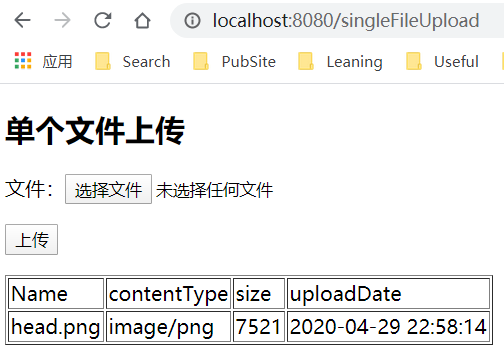 localhost:8080/singleFileUpload
应用 Search PubSite Leaning Useful
单个文件上传
文件： 选择文件 未选择任何文件
上传
Name contentType size uploadDate
head.png image/png 7521 2020-04-29 22:58:14